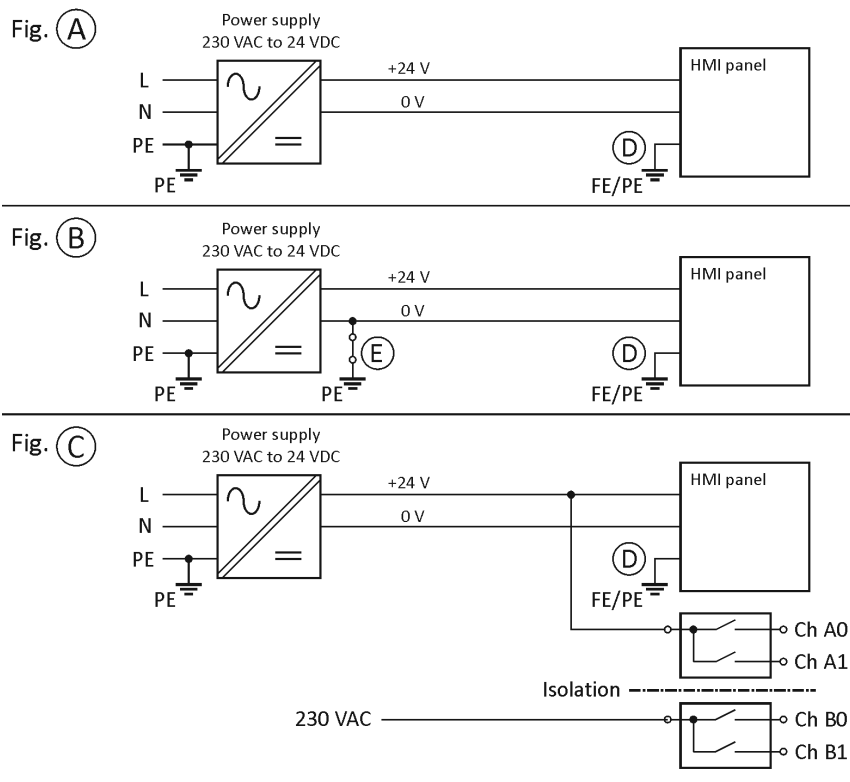 Fig. A
Power supply
230 VAC to 24 VDC
L
N
PE
PE
+24 V
0 V
HMI panel
D
FE/PE
Fig. B
Power supply
230 VAC to 24 VDC
L
N
PE
PE
+24 V
0 V
E
PE
HMI panel
D
FE/PE
Fig. C
Power supply
230 VAC to 24 VDC
L
N
PE
PE
+24 V
0 V
HMI panel
D
FE/PE
Ch A0
Ch A1
Isolation
230 VAC
Ch B0
Ch B1